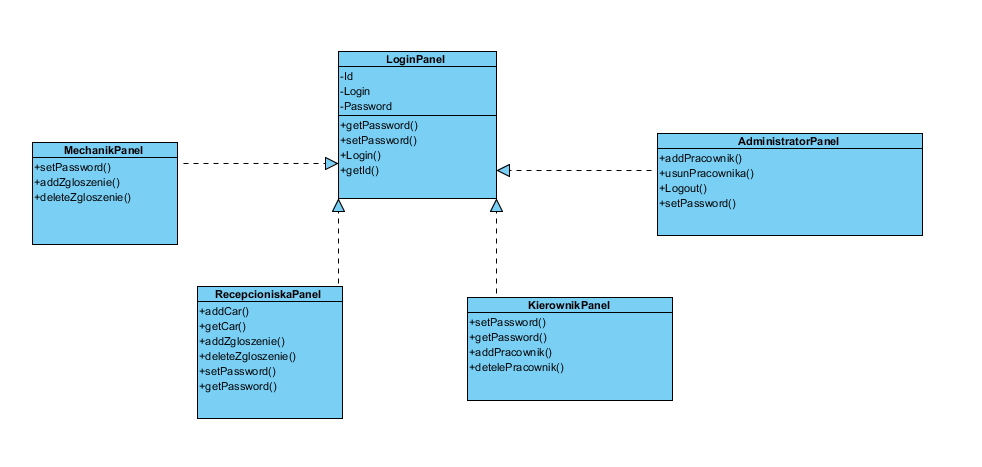 LoginPanel
-Id
-Login
-Password
+getPassword()
+setPassword()
+Login()
+getId()
MechanikPanel
+setPassword()
+addZgloszenie()
+deleteZgloszenie()
AdministratorPanel
+addPracownik()
+usunPracownika()
+Logout()
+setPassword()
RecepcioniskaPanel
+addCar()
+getCar()
+addZgloszenie()
+deleteZgloszenie()
+setPassword()
+getPassword()
KierownikPanel
+setPassword()
+getPassword()
+addPracownik()
+detelePracownik()